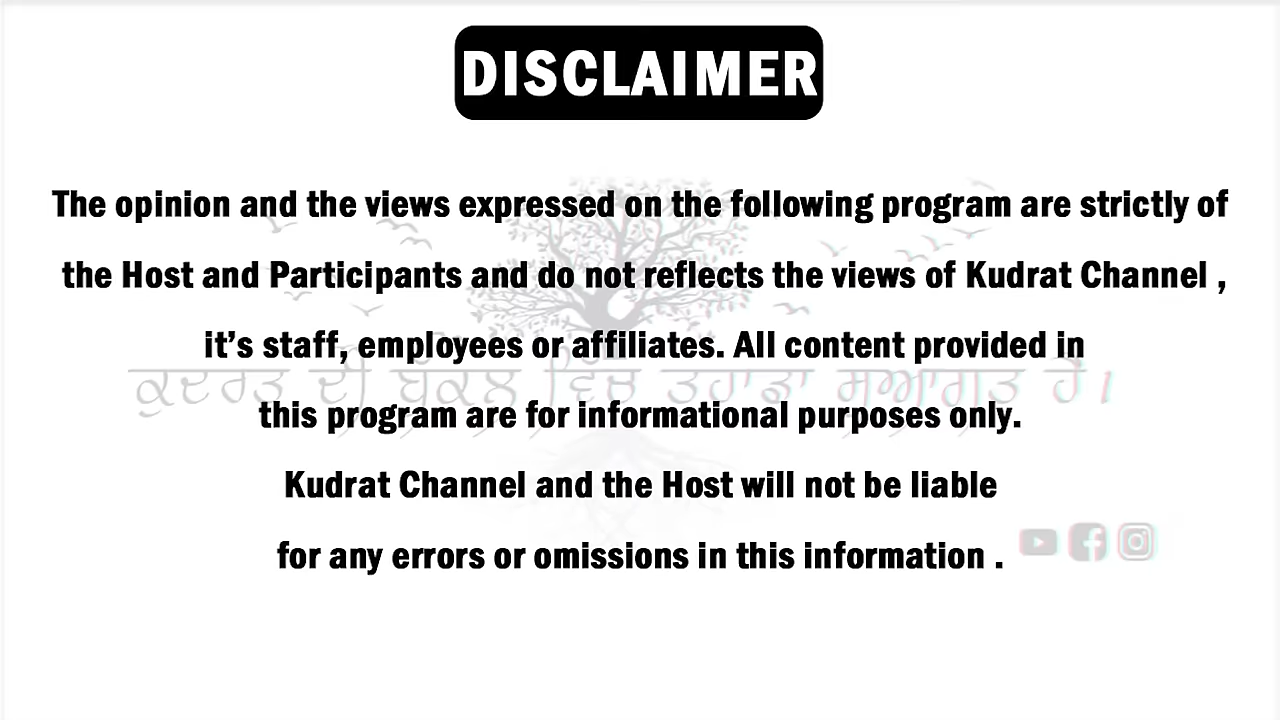 DISCLAIMER
The opinion and the views expressed on the following program are strictly of
the Host and Participants and do not reflects the views of Kudrat Channel ,
it’s staff, employees or affiliates. All content provided in
ਕੁਦਰਤ ਦੀ ਬੁੱਕਲ ਵਿੱਚ ਤੁਹਾਡਾ ਸਆਗਤ ਹੈ।
this program are for informational purposes only.
Kudrat Channel and the Host will not be liable
for any errors or omissions in this information .